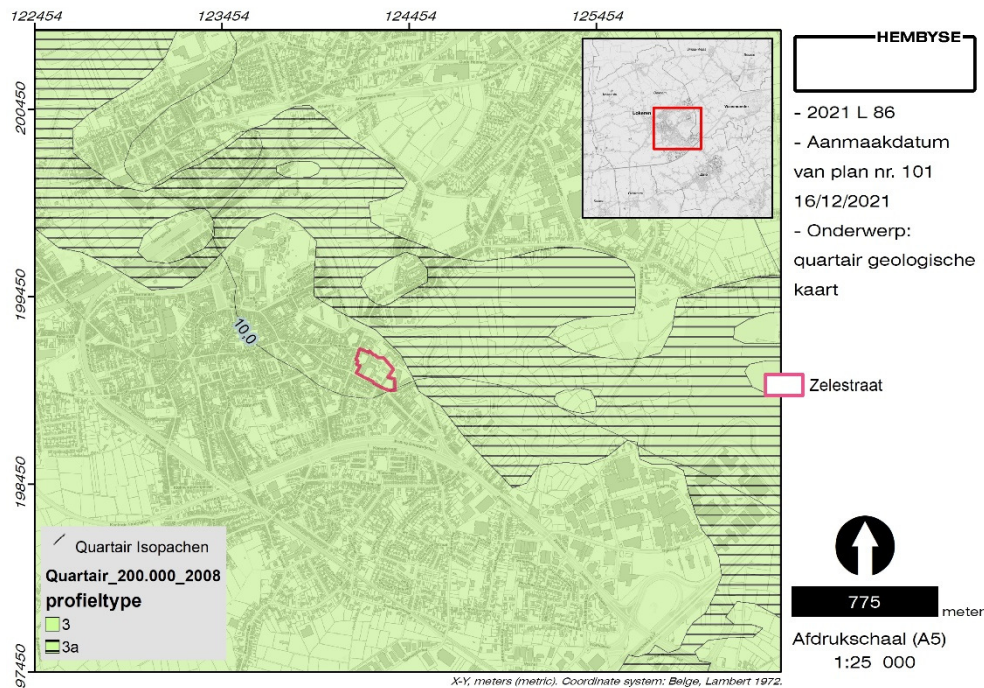 122454
123454
124454
125454
200450
199450
198450
97450
10,0
Lokeren
Quartair Isopachen
Quartair_200.000_2008
profieltype
3
3a
X-Y, meters (metric). Coordinate system: Belge, Lambert 1972.
HEMBYSE
- 2021 L 86
- Aanmaakdatum
van plan nr. 101
16/12/2021
- Onderwerp:
quartair geologische
kaart
Zelestraat
775
meter
Afdrukschaal (A5)
1:25 000